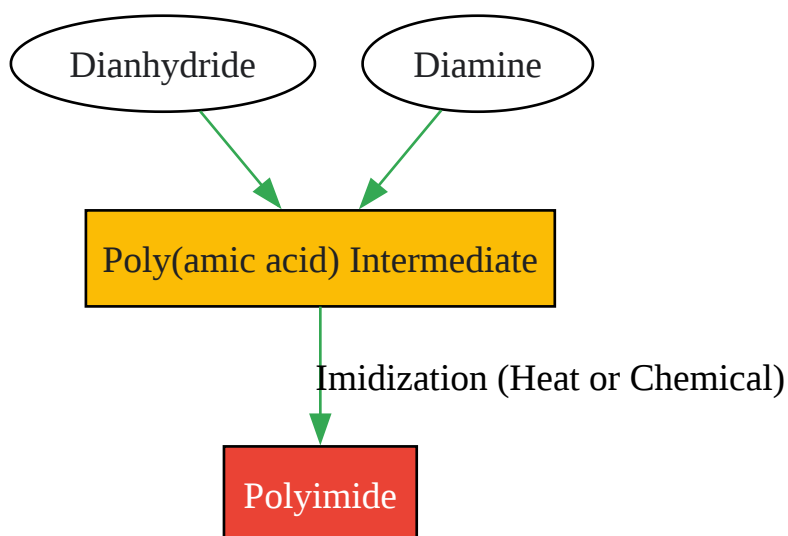 Dianhydride
Diamine
Poly(amic acid) Intermediate
Imidization (Heat or Chemical)
Polyimide